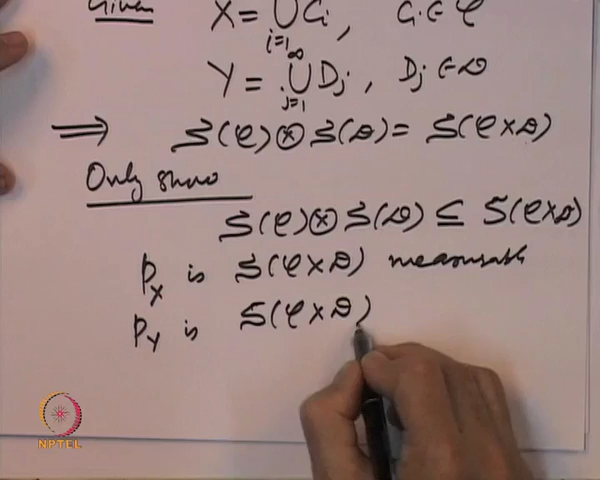 Given X = ∪ Ci, Ci ∈ 𝒞
i=1
Y = ∪ Dj, Dj ∈ 𝒟
∞
j=1
⟹ S(𝒞) ⊗ S(𝒟) = S(𝒞×𝒟)
Only show
S(𝒞) ⊗ S(𝒟) ⊆ S(𝒞×𝒟)
PX is S(𝒞×𝒟) measurable
PY is S(𝒞×𝒟)
NPTEL